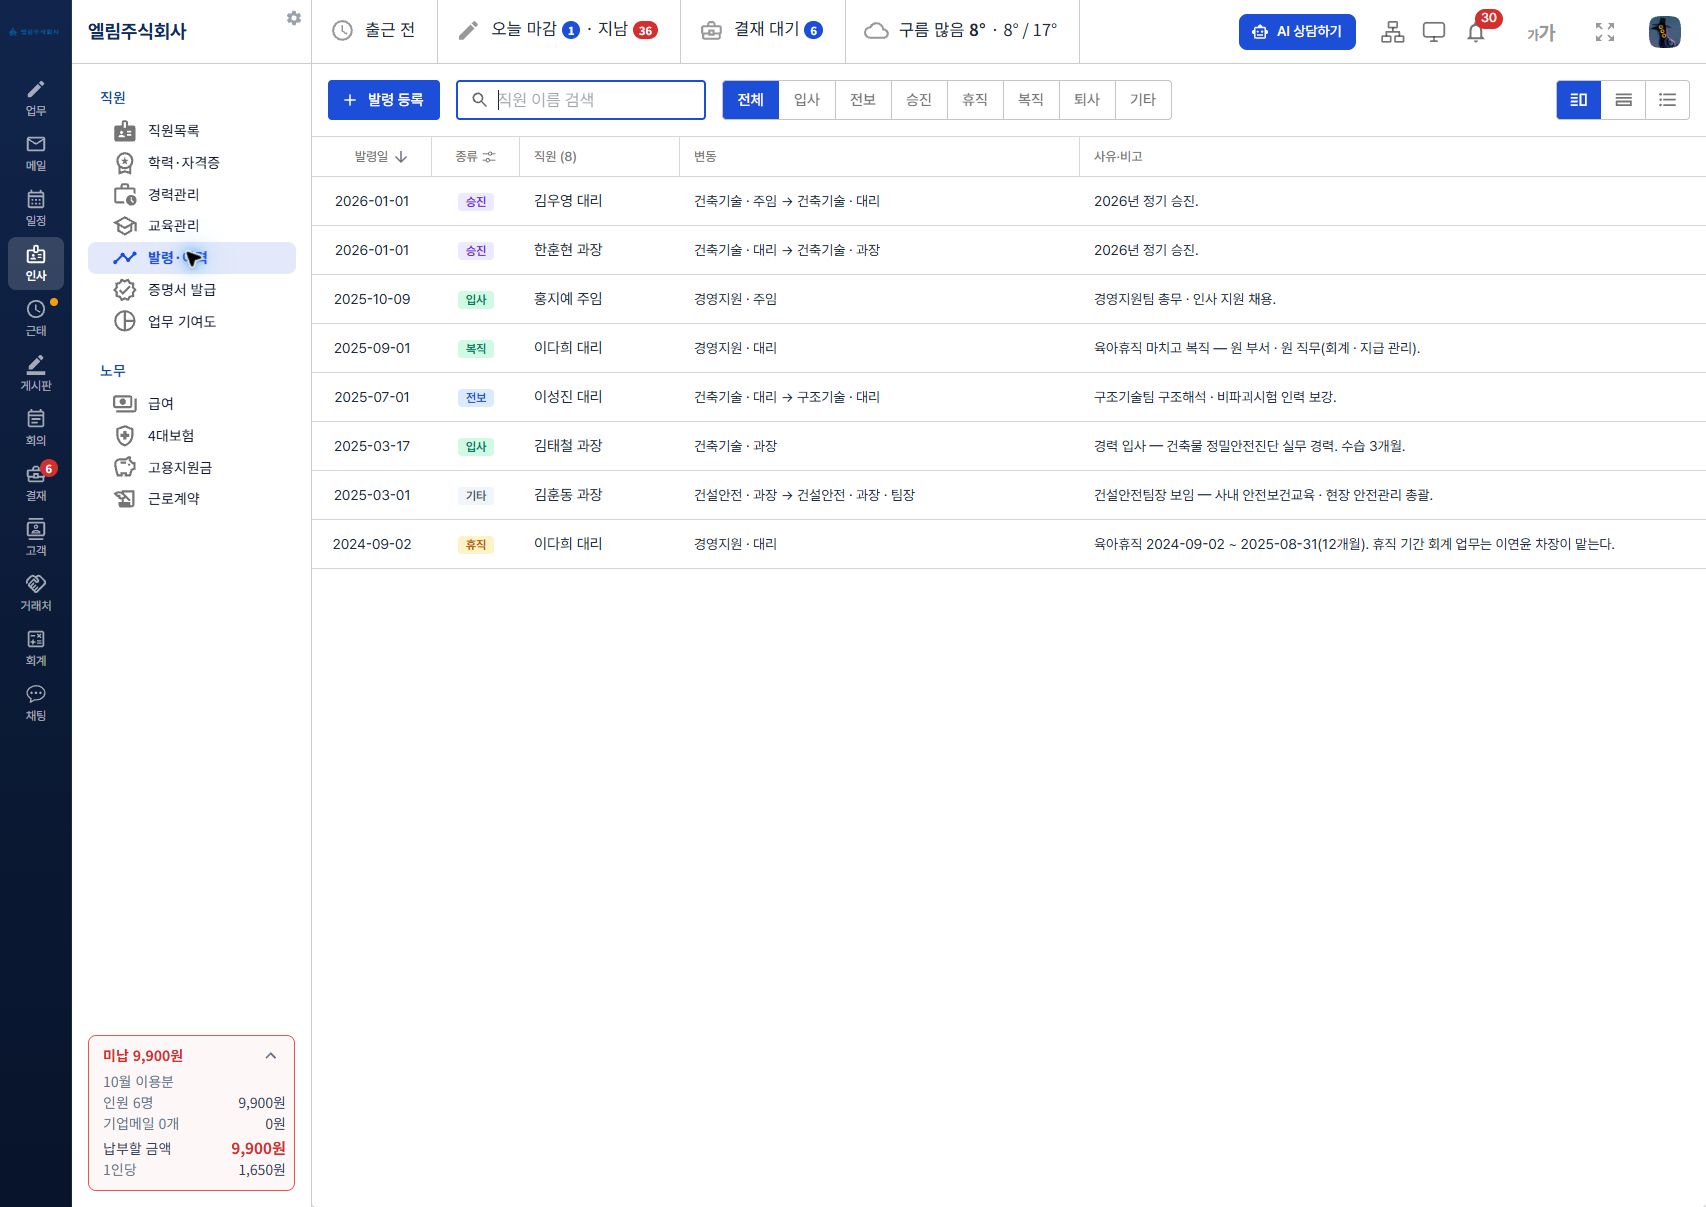 엘림주식회사
업무
메일
일정
인사
근태
게시판
회의
결재
6
고객
거래처
회계
채팅
엘림주식회사
직원
직원목록
학력·자격증
경력관리
교육관리
발령·
증명서 발급
업무 기여도
노무
급여
4대보험
고용지원금
근로계약
미납 9,900원
10월 이용분
인원 6명 9,900원
기업메일 0개 0원
납부할 금액 9,900원
1인당 1,650원
출근 전
오늘 마감 1 · 지남 36
결재 대기 6
구름 많음 8° · 8° / 17°
AI 상담하기
30
가가
+ 발령 등록
직원 이름 검색
전체 입사 전보 승진 휴직 복직 퇴사 기타
발령일 종류 직원 (8) 변동 사유·비고
2026-01-01 승진 김우영 대리 건축기술 · 주임 → 건축기술 · 대리 2026년 정기 승진.
2026-01-01 승진 한훈현 과장 건축기술 · 대리 → 건축기술 · 과장 2026년 정기 승진.
2025-10-09 입사 홍지예 주임 경영지원 · 주임 경영지원팀 총무 · 인사 지원 채용.
2025-09-01 복직 이다희 대리 경영지원 · 대리 육아휴직 마치고 복직 — 원 부서 · 원 직무(회계 · 지급 관리).
2025-07-01 전보 이성진 대리 건축기술 · 대리 → 구조기술 · 대리 구조기술팀 구조해석 · 비파괴시험 인력 보강.
2025-03-17 입사 김태철 과장 건축기술 · 과장 경력 입사 — 건축물 정밀안전진단 실무 경력. 수습 3개월.
2025-03-01 기타 김훈동 과장 건설안전 · 과장 → 건설안전 · 과장 · 팀장 건설안전팀장 보임 — 사내 안전보건교육 · 현장 안전관리 총괄.
2024-09-02 휴직 이다희 대리 경영지원 · 대리 육아휴직 2024-09-02 ~ 2025-08-31(12개월). 휴직 기간 회계 업무는 이연윤 차장이 맡는다.